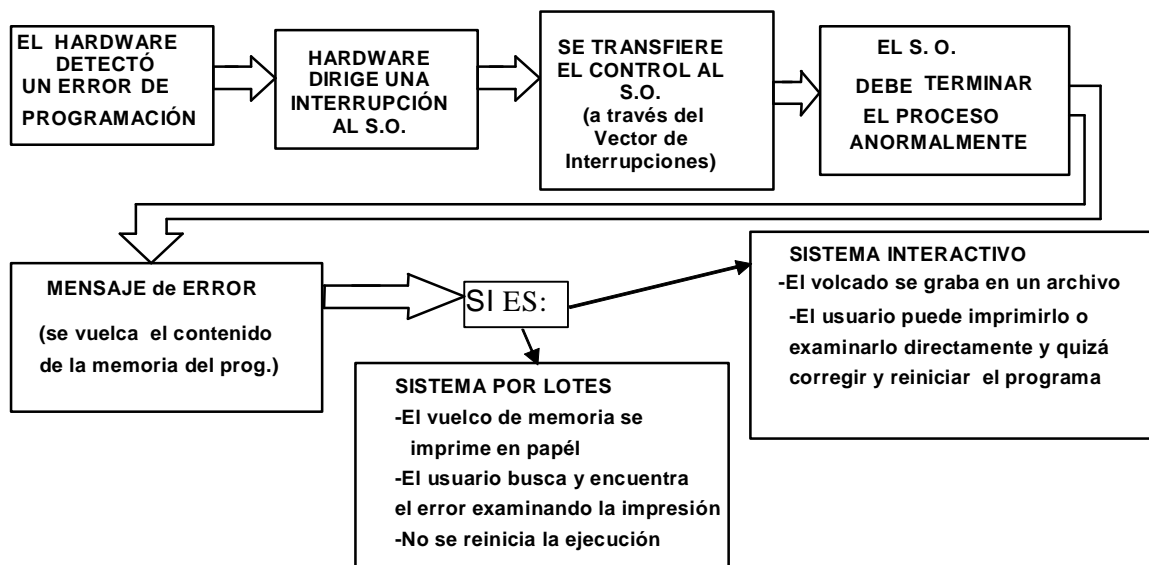 EL HARDWARE
DETECTÓ
UN ERROR DE
PROGRAMACIÓN
HARDWARE
DIRIGE UNA
INTERRUPCIÓN
AL S.O.
SE TRANSFIERE
EL CONTROL AL
S.O.
(a través del
Vector de
Interrupciones)
EL S. O.
DEBE TERMINAR
EL PROCESO
ANORMALMENTE
MENSAJE de ERROR
(se vuelca el contenido
de la memoria del prog.)
SI ES:
SISTEMA INTERACTIVO
-El volcado se graba en un archivo
-El usuario puede imprimirlo o
examinarlo directamente y quizá
corregir y reiniciar el programa
SISTEMA POR LOTES
-El vuelco de memoria se
imprime en papél
-El usuario busca y encuentra
el error examinando la impresión
-No se reinicia la ejecución